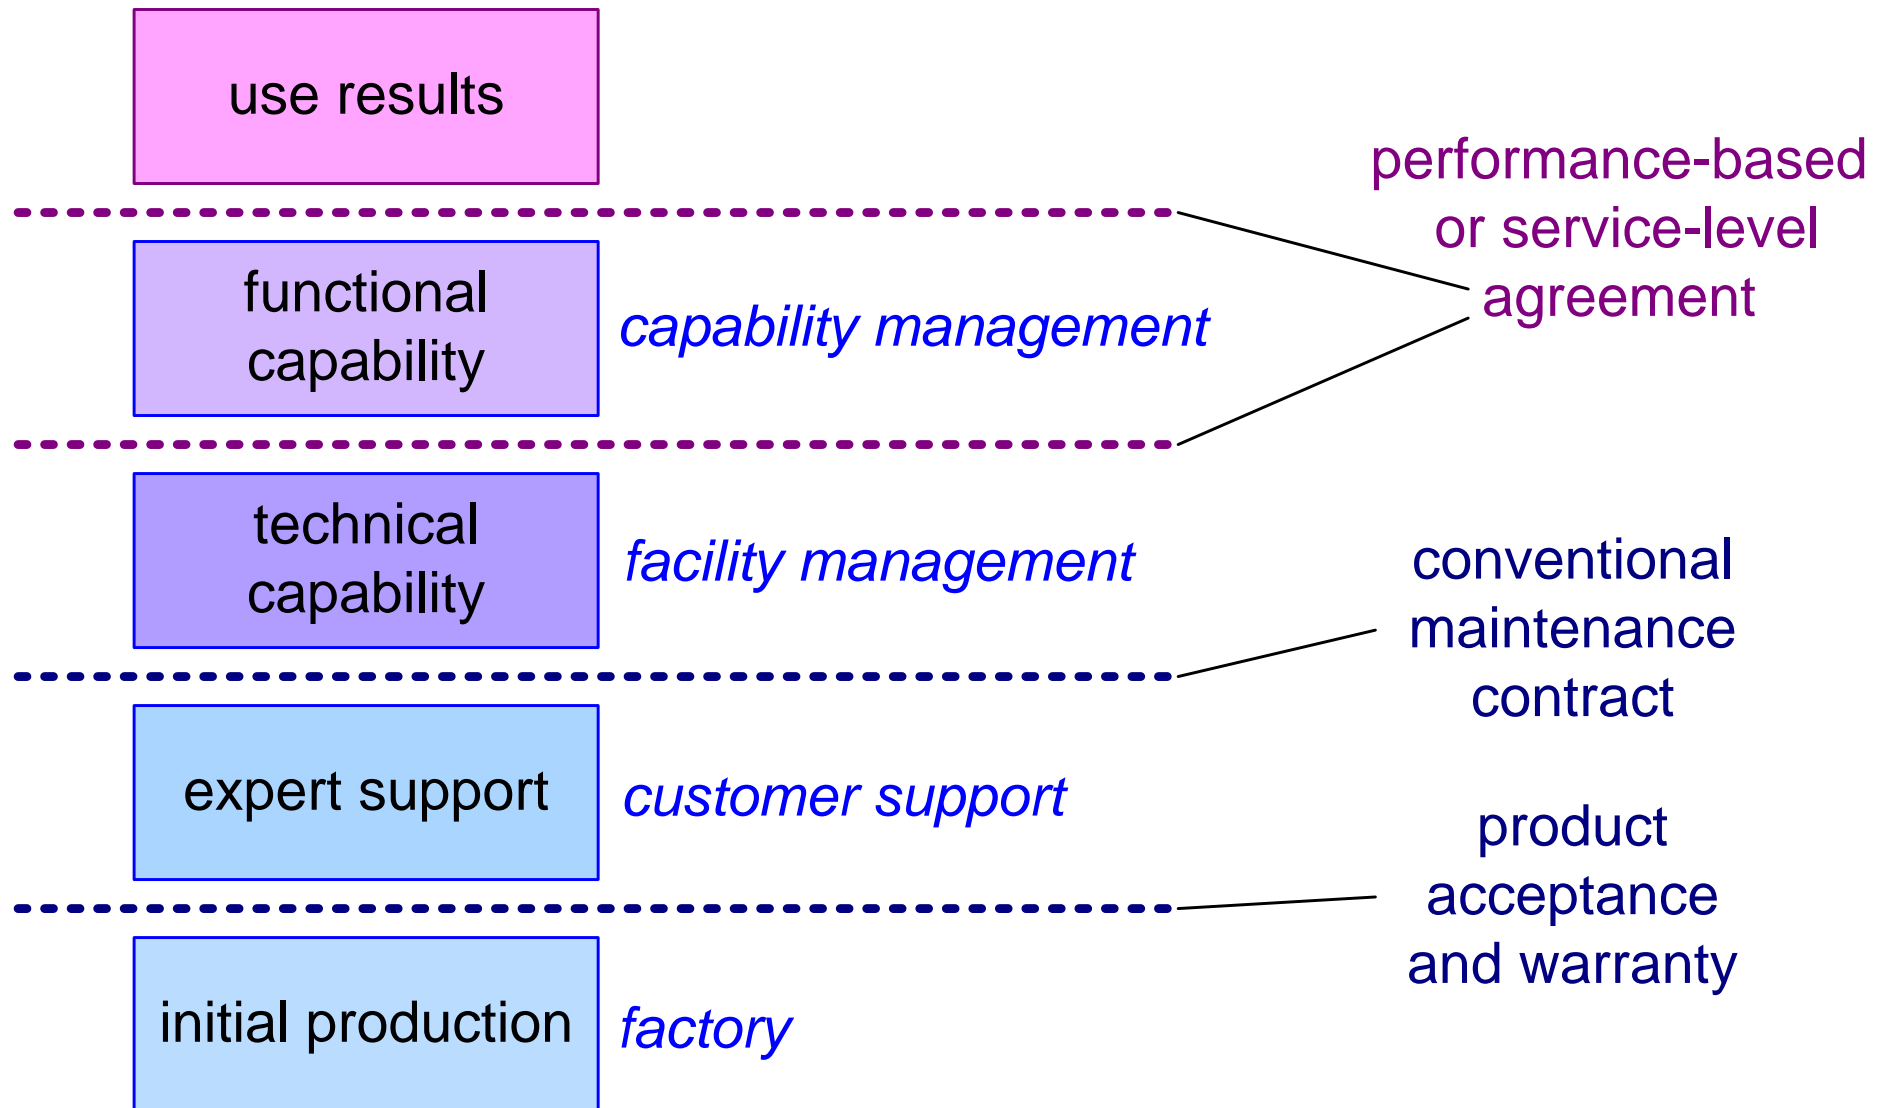 use results
performance-based
or service-level
agreement
functional
capability
capability management
technical
capability
facility management
conventional
maintenance
contract
expert support
customer support
product
acceptance
and warranty
initial production
factory